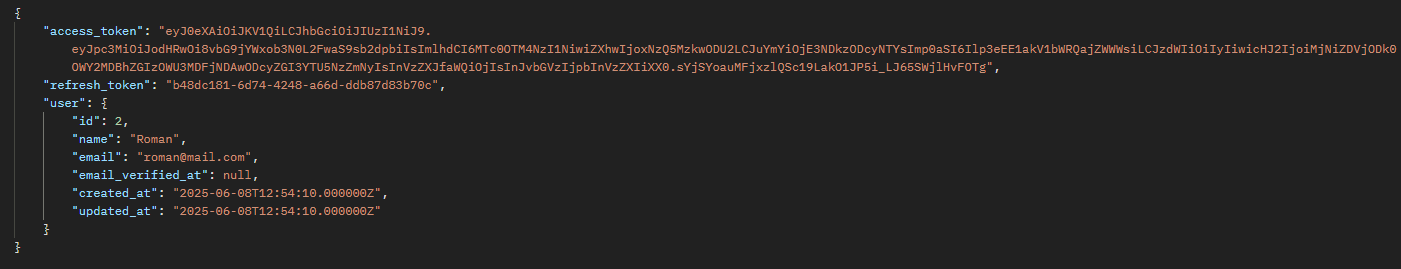 {
"access_token": "eyJ0eXAiOiJKV1QiLCJhbGciOiJIUzI1NiJ9.
eyJpc3MiOiJodHRwOi8vbG9jYWxob3N0L2FwaS9sb2dpbiIsImlhdCI6MTc0OTM4NzI1NiwiZXhwIjoxNzQ5MzkwODU2LCJuYmYiOjE3NDkzODcyNTYsImp0aSI6Ilp3eEE1akV1bWRQajZWWWsiLCJzdWIiOiIyIiwicHJ2IjoiMjNiZDVjODk0
OWY2MDBhZGIzOWU3MDFjNDAwODcyZGI3YTU5NzZmNyIsInVzZXJfaWQiOjIsInJvbGVzIjpbInVzZXIiXX0.sYjSYoauMFjxzlQSc19LakO1JP5i_LJ65SWjlHvFOTg",
"refresh_token": "b48dc181-6d74-4248-a66d-ddb87d83b70c",
"user": {
"id": 2,
"name": "Roman",
"email": "roman@mail.com",
"email_verified_at": null,
"created_at": "2025-06-08T12:54:10.000000Z",
"updated_at": "2025-06-08T12:54:10.000000Z"
}
}